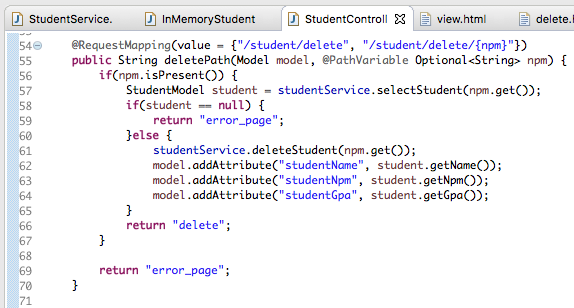 StudentService. InMemoryStudent StudentControll view.html delete.h
54 @RequestMapping(value = {"/student/delete", "/student/delete/{npm}"})
55 public String deletePath(Model model, @PathVariable Optional<String> npm) {
56 if(npm.isPresent()) {
57 StudentModel student = studentService.selectStudent(npm.get());
58 if(student == null) {
59 return "error_page";
60 }else {
61 studentService.deleteStudent(npm.get());
62 model.addAttribute("studentName", student.getName());
63 model.addAttribute("studentNpm", student.getNpm());
64 model.addAttribute("studentGpa", student.getGpa());
65 }
66 return "delete";
67 }
68
69 return "error_page";
70 }
71